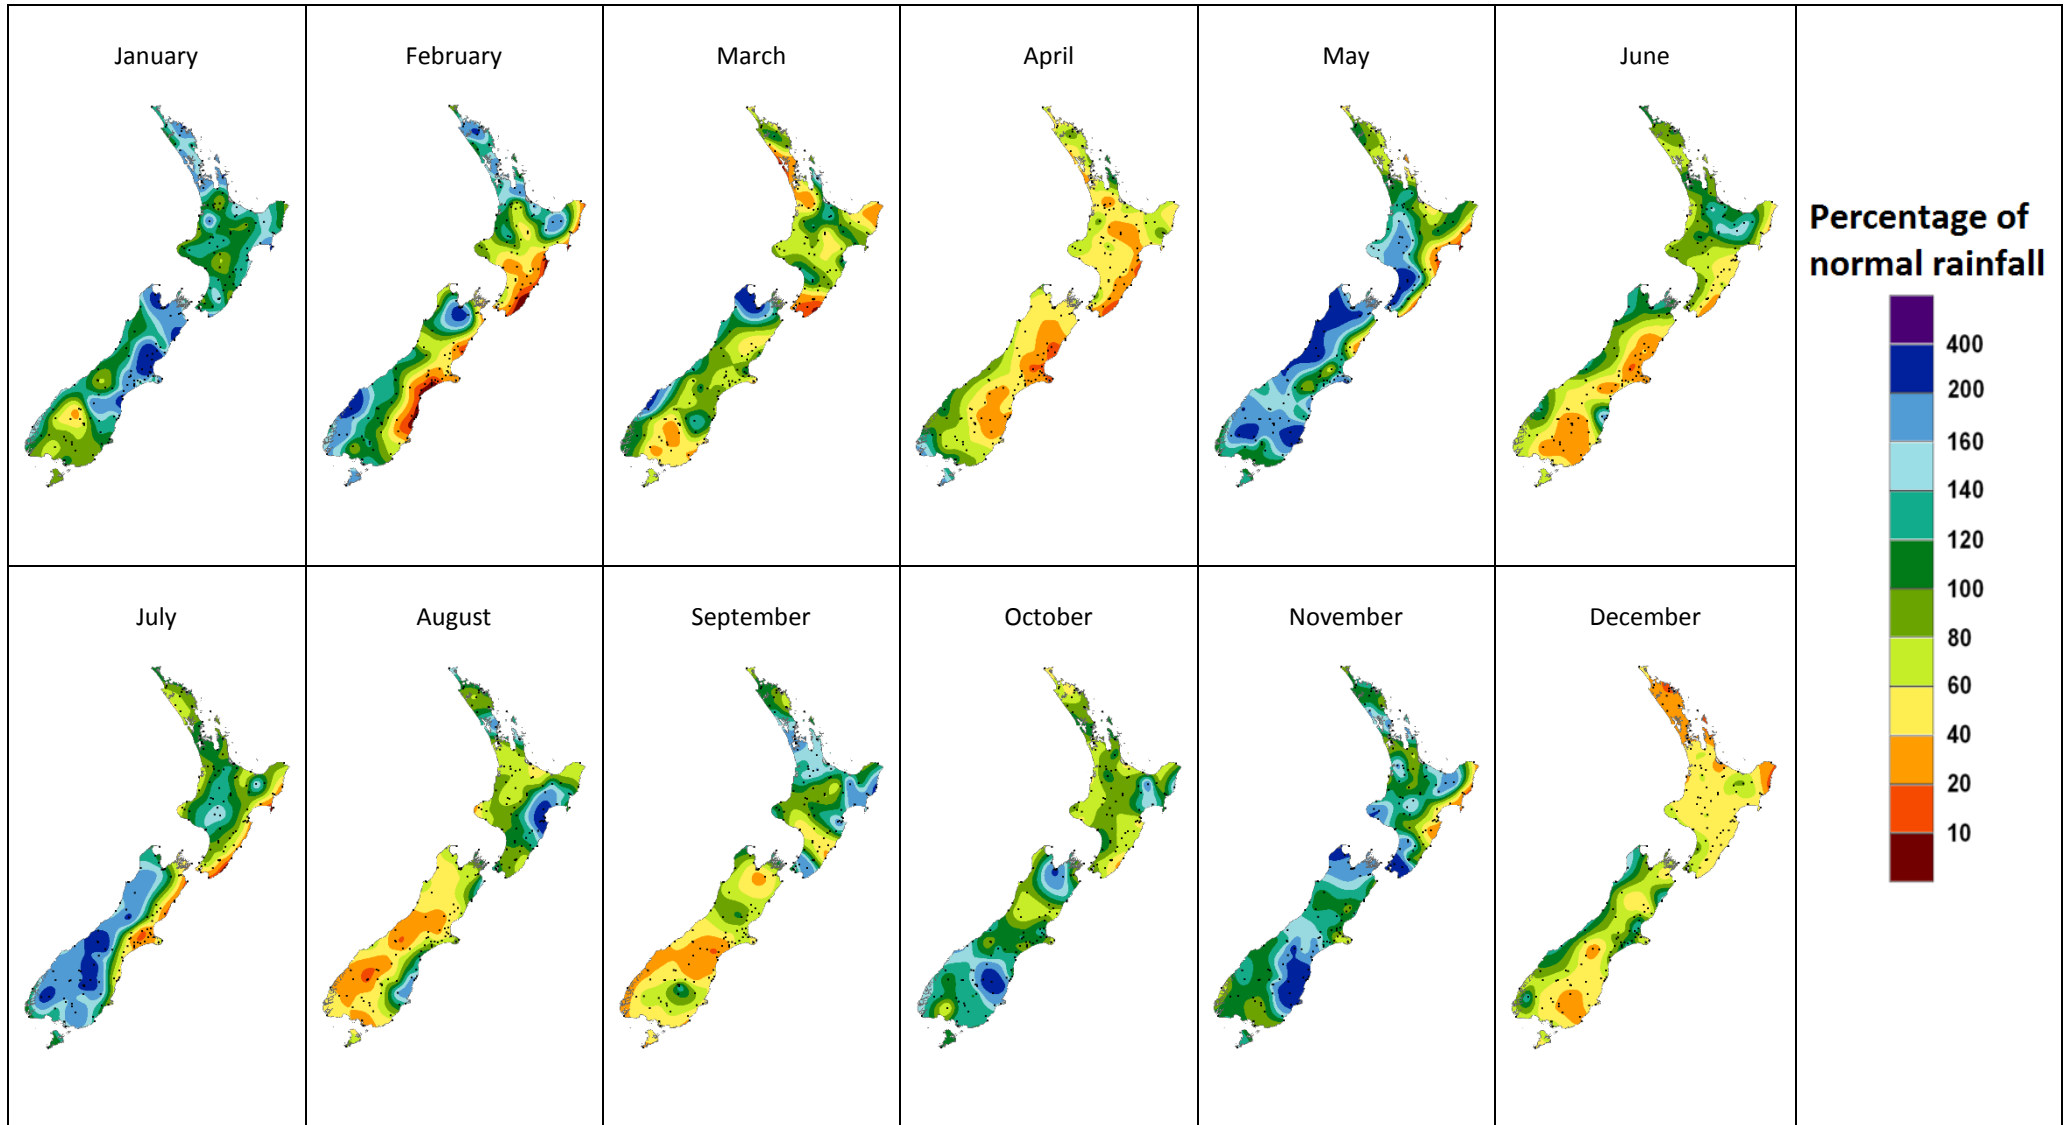 January
February
March
April
May
June
Percentage of
normal rainfall
400
200
160
140
120
100
80
60
40
20
10
July
August
September
October
November
December